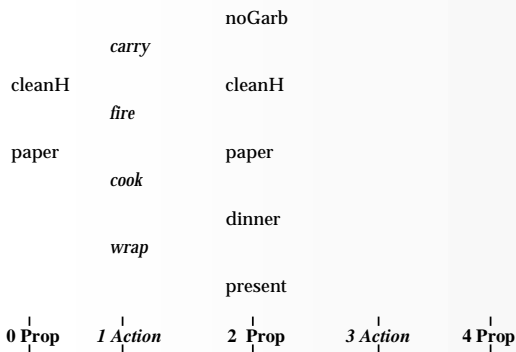 noGarb
carry
cleanH cleanH
fire
paper paper
cook
dinner
wrap
present
0 Prop 1 Action 2 Prop 3 Action 4 Prop